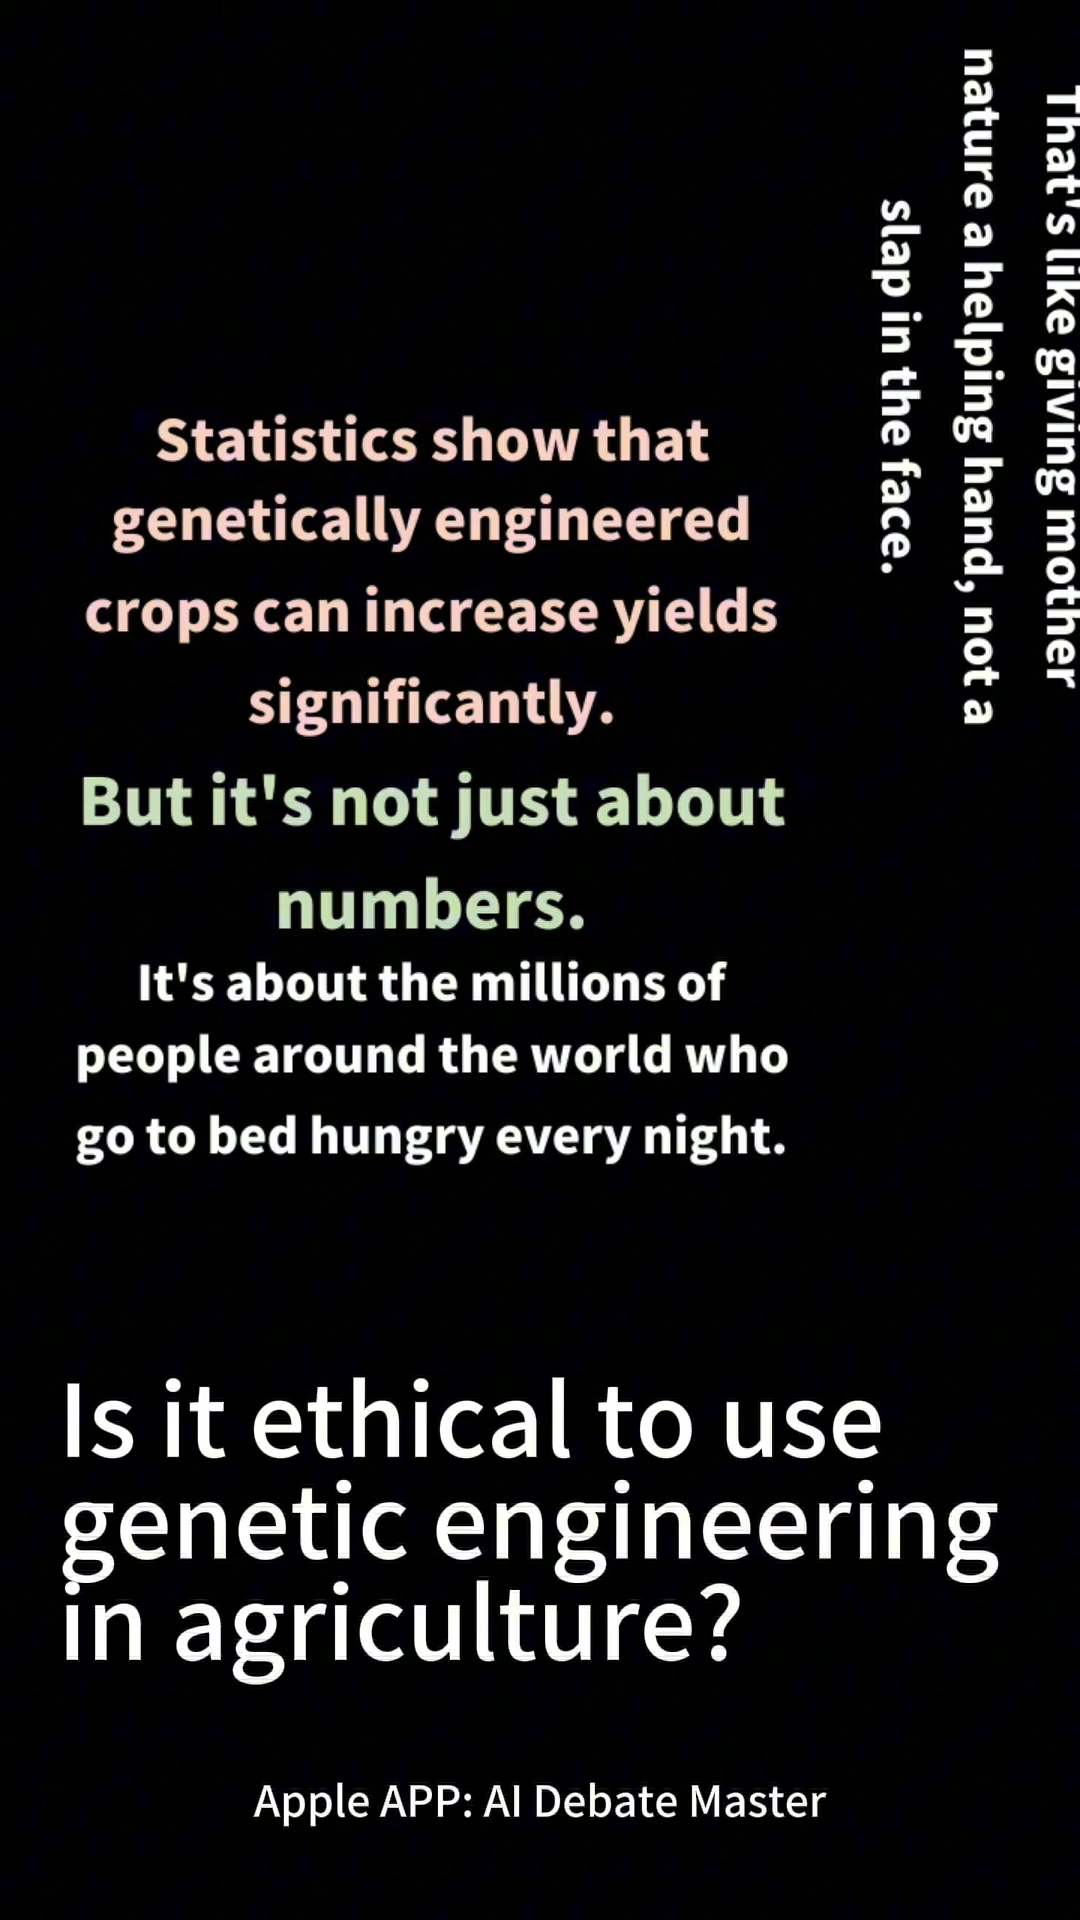 That's like giving mother
nature a helping hand, not a
slap in the face.
Statistics show that
genetically engineered
crops can increase yields
significantly.
But it's not just about
numbers.
It's about the millions of
people around the world who
go to bed hungry every night.
Is it ethical to use
genetic engineering
in agriculture?
Apple APP: AI Debate Master